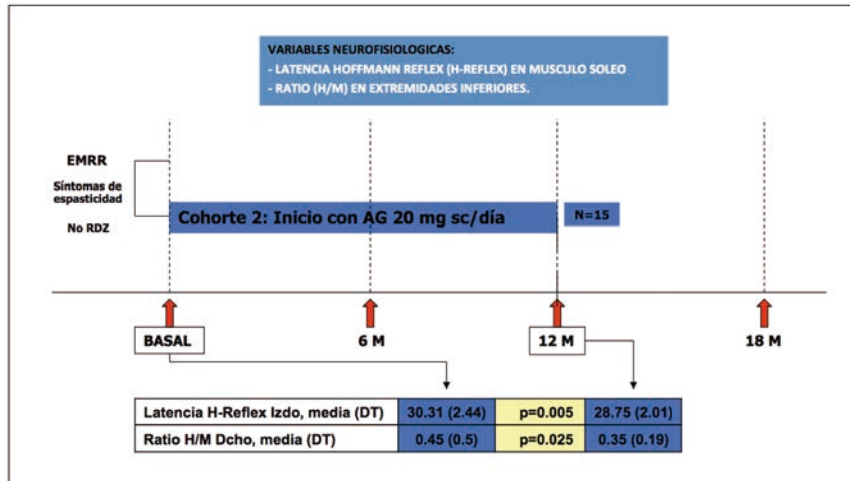 VARIABLES NEUROFISIOLOGICAS:
- LATENCIA HOFFMANN REFLEX (H-REFLEX) EN MUSCULO SOLEO
- RATIO (H/M) EN EXTREMIDADES INFERIORES.
EMRR
Síntomas de
espasticidad
No RDZ
Cohorte 2: Inicio con AG 20 mg sc/día
N=15
BASAL
6 M
12 M
18 M
Latencia H-Reflex Izdo, media (DT) 30.31 (2.44) p=0.005 28.75 (2.01)
Ratio H/M Dcho, media (DT) 0.45 (0.5) p=0.025 0.35 (0.19)